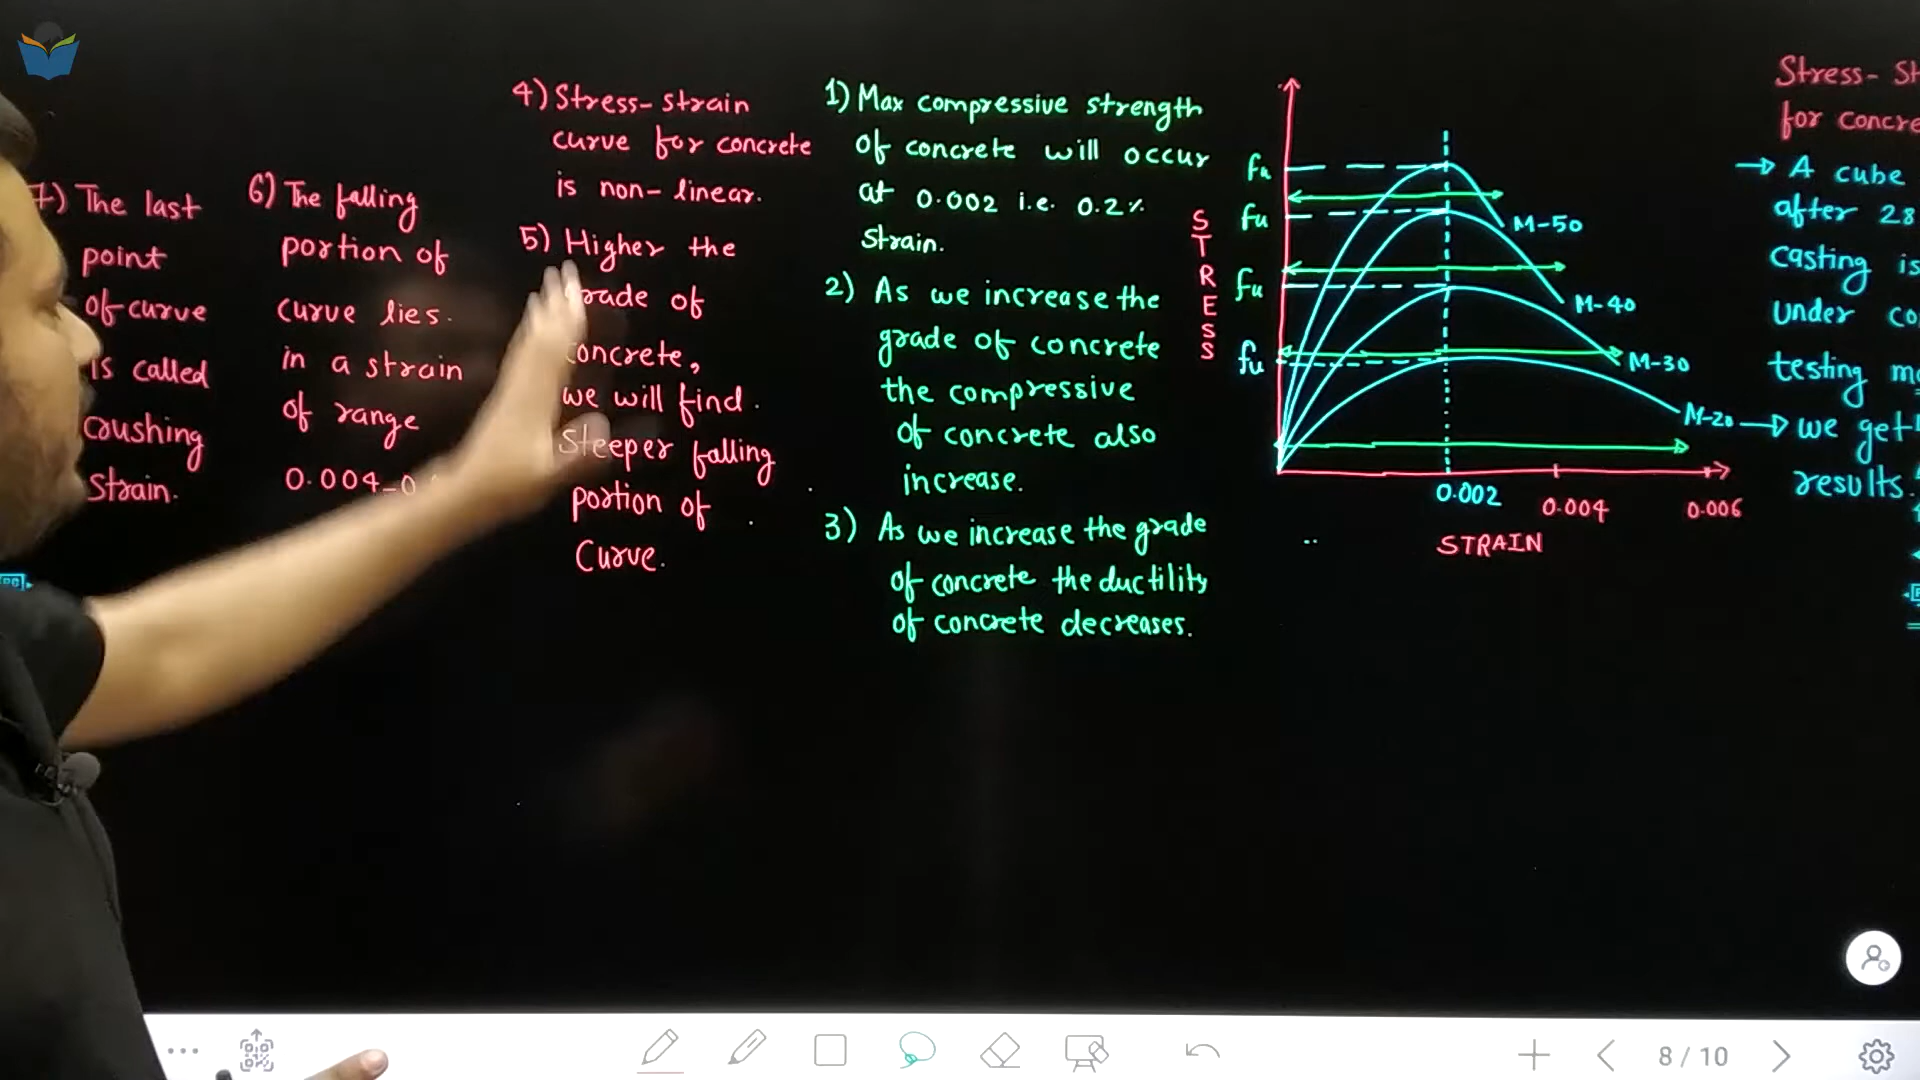 4) Stress-strain
curve for concrete
is non-linear.
5) Higher the
grade of
concrete,
we will find.
Steeper falling
portion of
Curve.
7) The last
point
of curve
is called
crushing
Strain.
6) The falling
portion of
curve lies.
in a strain
of range
0.004-0
1) Max compressive strength
of concrete will occur
at 0.002 i.e. 0.2%
Strain.
2) As we increase the
grade of concrete
the compressive
of concrete also
increase.
3) As we increase the grade
of concrete the ductility
of concrete decreases.
STRESS
fu
fu
fu
fu
M-50
M-40
M-30
M-20
0.002
0.004
0.006
STRAIN
Stress- St
for concre
→ A cube
after 28
casting is
under co
testing ma
→ we get
results.
8 / 10